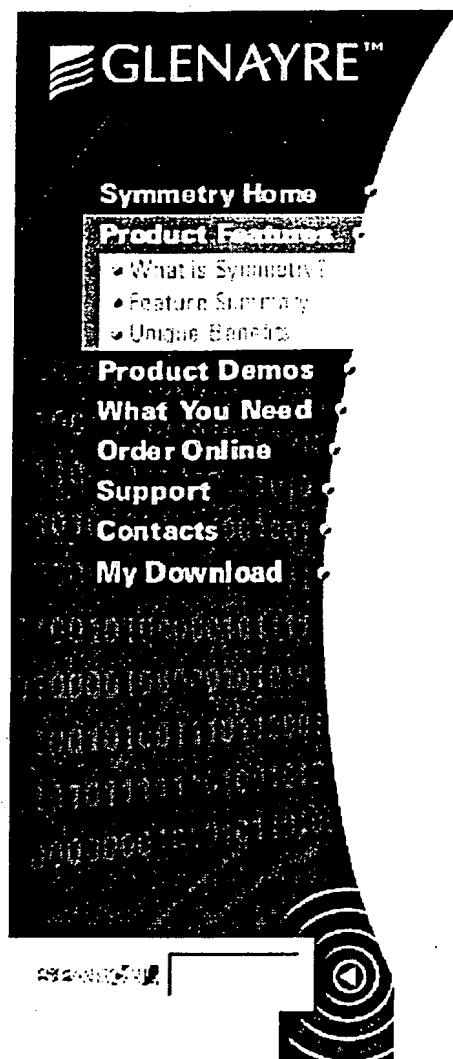 GLENAYRE™
Symmetry Home
Product Features
What is Symmetry?
Feature Summary
Unique Benefits
Product Demos
What You Need
Order Online
Support
Contacts
My Download